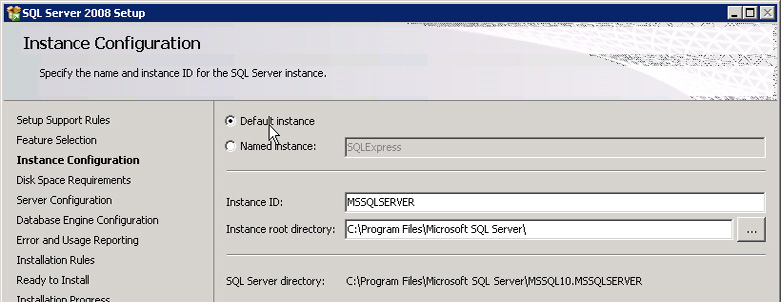 SQL Server 2008 Setup
Instance Configuration
Specify the name and instance ID for the SQL Server instance.
Setup Support Rules
Feature Selection
Instance Configuration
Disk Space Requirements
Server Configuration
Database Engine Configuration
Error and Usage Reporting
Installation Rules
Ready to Install
Installation Progress
Default instance
Named instance: SQLExpress
Instance ID: MSSQLSERVER
Instance root directory: C:\Program Files\Microsoft SQL Server\ ...
SQL Server directory: C:\Program Files\Microsoft SQL Server\MSSQL10.MSSQLSERVER